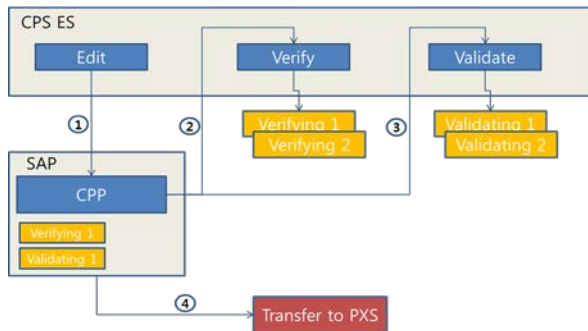 CPS ES
Edit
Verify
Validate
1
2
3
Verifying 1
Verifying 2
Validating 1
Validating 2
SAP
CPP
Verifying 1
Validating 1
4
Transfer to PXS